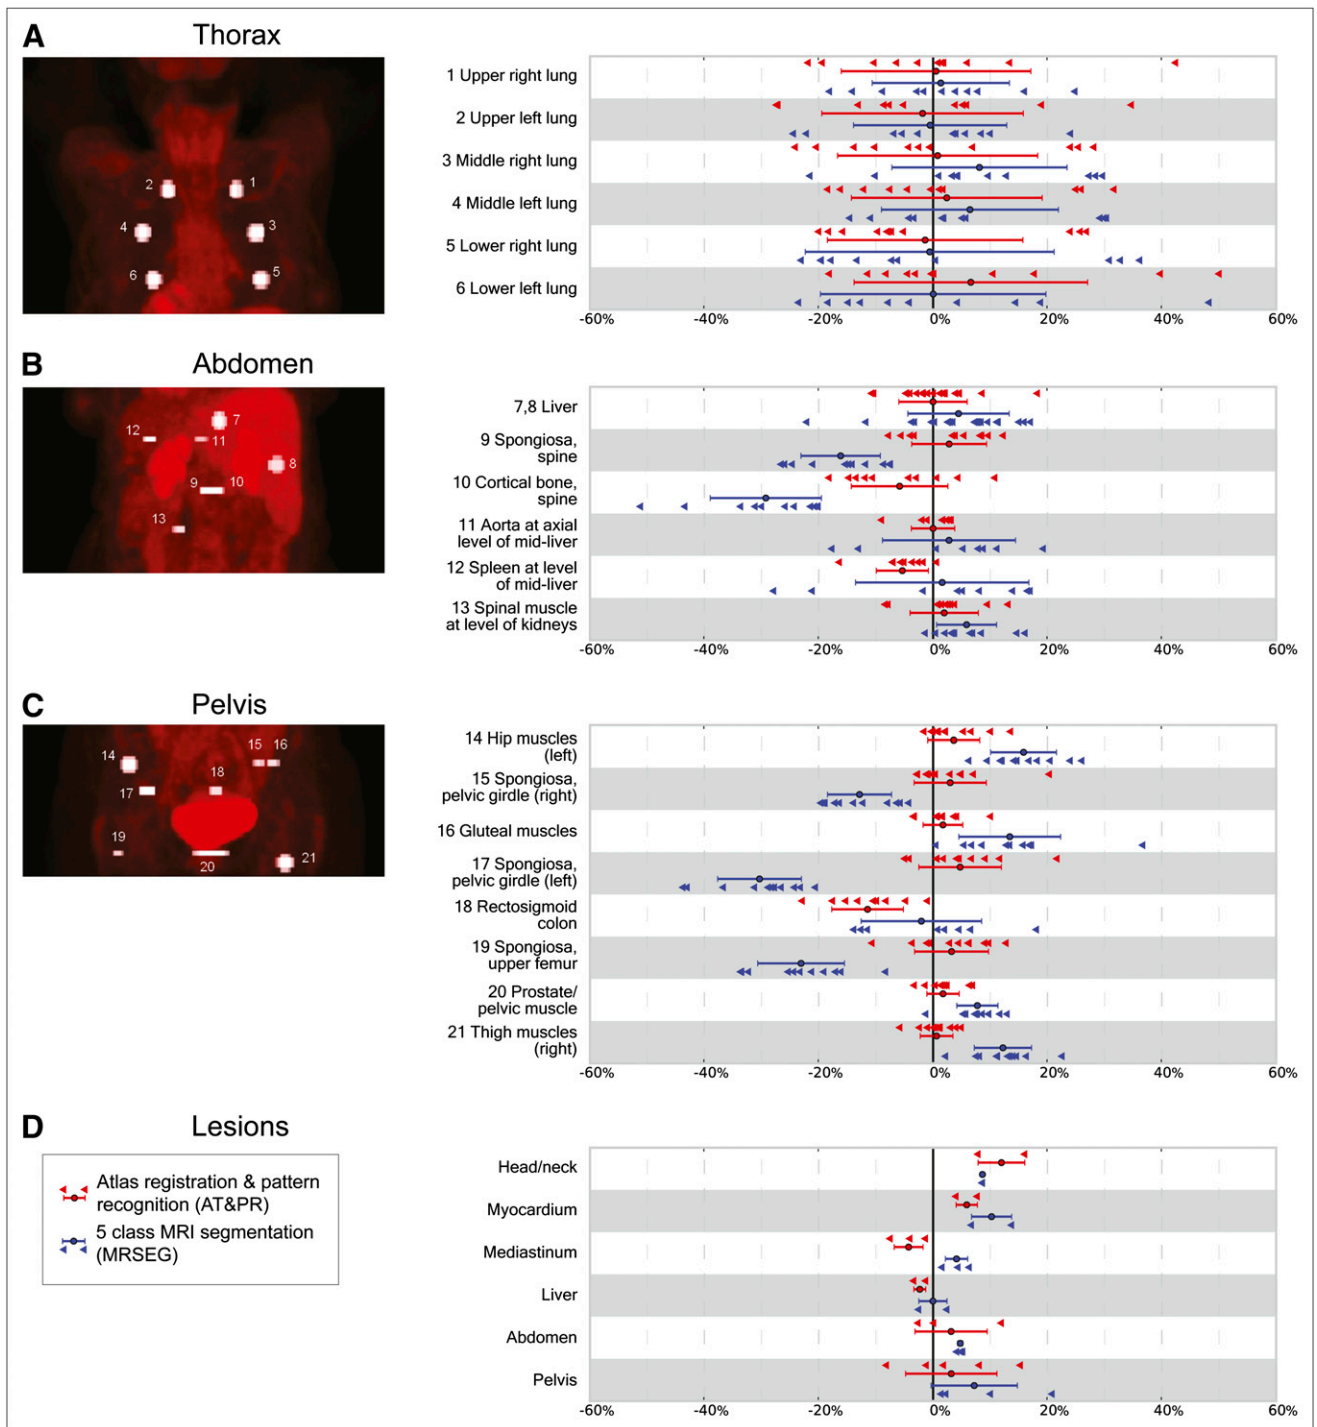 A
Thorax
2
1
4
3
6
5
1 Upper right lung
2 Upper left lung
3 Middle right lung
4 Middle left lung
5 Lower right lung
6 Lower left lung
-60%
-40%
-20%
0%
20%
40%
60%
B
Abdomen
7
12
11
8
9
10
13
7,8 Liver
9 Spongiosa,
spine
10 Cortical bone,
spine
11 Aorta at axial
level of mid-liver
12 Spleen at level
of mid-liver
13 Spinal muscle
at level of kidneys
-60%
-40%
-20%
0%
20%
40%
60%
C
Pelvis
14
15
16
17
18
19
20
21
14 Hip muscles
(left)
15 Spongiosa,
pelvic girdle (right)
16 Gluteal muscles
17 Spongiosa,
pelvic girdle (left)
18 Rectosigmoid
colon
19 Spongiosa,
upper femur
20 Prostate/
pelvic muscle
21 Thigh muscles
(right)
-60%
-40%
-20%
0%
20%
40%
60%
D
Lesions
Atlas registration & pattern
recognition (AT&PR)
5 class MRI segmentation
(MRSEG)
Head/neck
Myocardium
Mediastinum
Liver
Abdomen
Pelvis
-60%
-40%
-20%
0%
20%
40%
60%